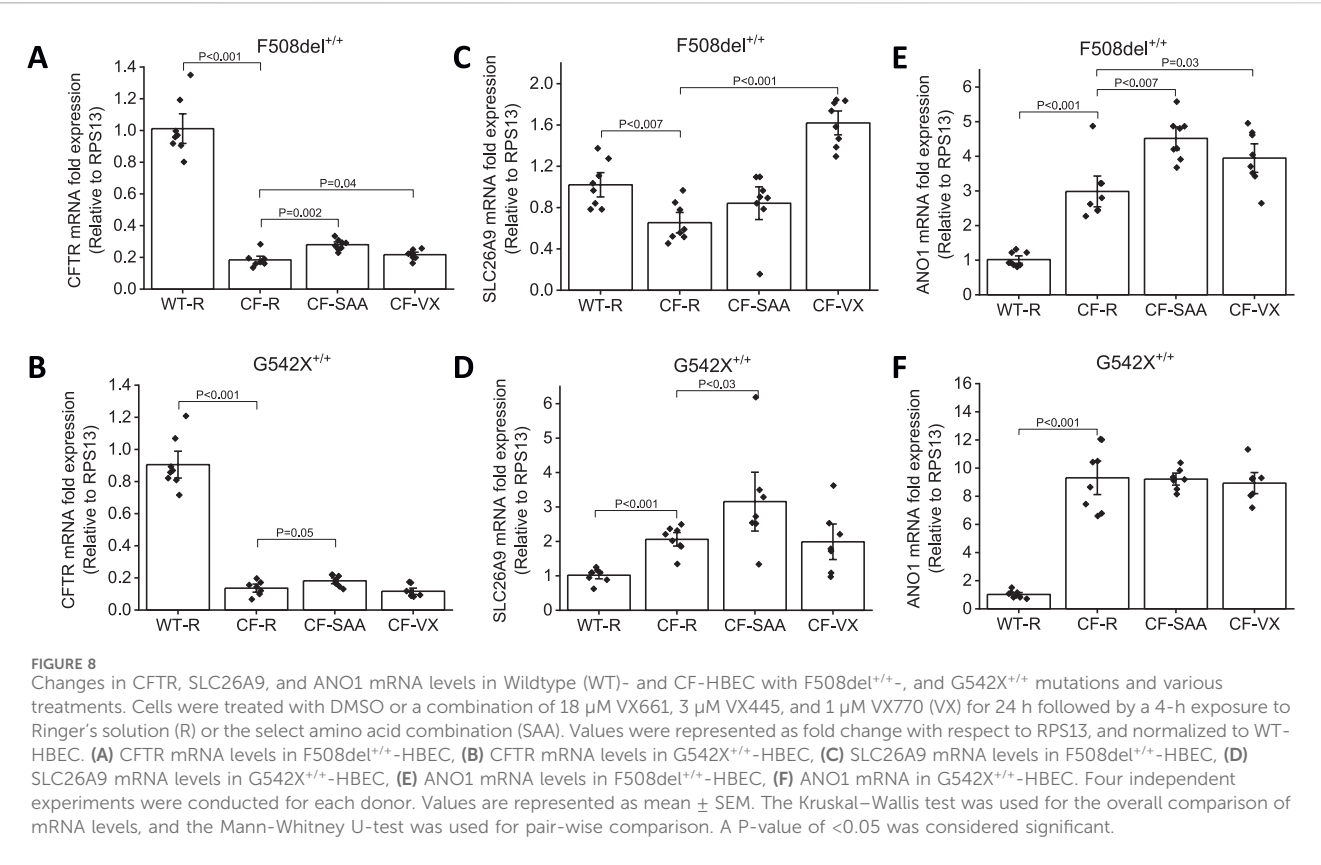 A
F508del+/+
CFTR mRNA fold expression
(Relative to RPS13)
1.4
1.2
1.0
0.8
0.6
0.4
0.2
0.0
P<0.001
P=0.04
P=0.002
WT-R CF-R CF-SAA CF-VX
C
F508del+/+
SLC26A9 mRNA fold expression
(Relative to RPS13)
2.0
1.6
1.2
0.8
0.4
0.0
P<0.001
P<0.007
WT-R CF-R CF-SAA CF-VX
E
F508del+/+
ANO1 mRNA fold expression
(Relative to RPS13)
6
5
4
3
2
1
0
P=0.03
P<0.007
P<0.001
WT-R CF-R CF-SAA CF-VX
B
G542X+/+
CFTR mRNA fold expression
(Relative to RPS13)
1.4
1.2
1.0
0.8
0.6
0.4
0.2
0.0
P<0.001
P=0.05
WT-R CF-R CF-SAA CF-VX
D
G542X+/+
SLC26A9 mRNA fold expression
(Relative to RPS13)
6
5
4
3
2
1
0
P<0.03
P<0.001
WT-R CF-R CF-SAA CF-VX
F
G542X+/+
ANO1 mRNA fold expression
(Relative to RPS13)
16
14
12
10
8
6
4
2
0
P<0.001
WT-R CF-R CF-SAA CF-VX
FIGURE 8
Changes in CFTR, SLC26A9, and ANO1 mRNA levels in Wildtype (WT)- and CF-HBEC with F508del+/+-, and G542X+/+ mutations and various
treatments. Cells were treated with DMSO or a combination of 18 µM VX661, 3 µM VX445, and 1 µM VX770 (VX) for 24 h followed by a 4-h exposure to
Ringer's solution (R) or the select amino acid combination (SAA). Values were represented as fold change with respect to RPS13, and normalized to WT-
HBEC. (A) CFTR mRNA levels in F508del+/+-HBEC, (B) CFTR mRNA levels in G542X+/+-HBEC, (C) SLC26A9 mRNA levels in F508del+/+-HBEC, (D)
SLC26A9 mRNA levels in G542X+/+-HBEC, (E) ANO1 mRNA levels in F508del+/+-HBEC, (F) ANO1 mRNA in G542X+/+-HBEC. Four independent
experiments were conducted for each donor. Values are represented as mean ± SEM. The Kruskal–Wallis test was used for the overall comparison of
mRNA levels, and the Mann-Whitney U-test was used for pair-wise comparison. A P-value of <0.05 was considered significant.